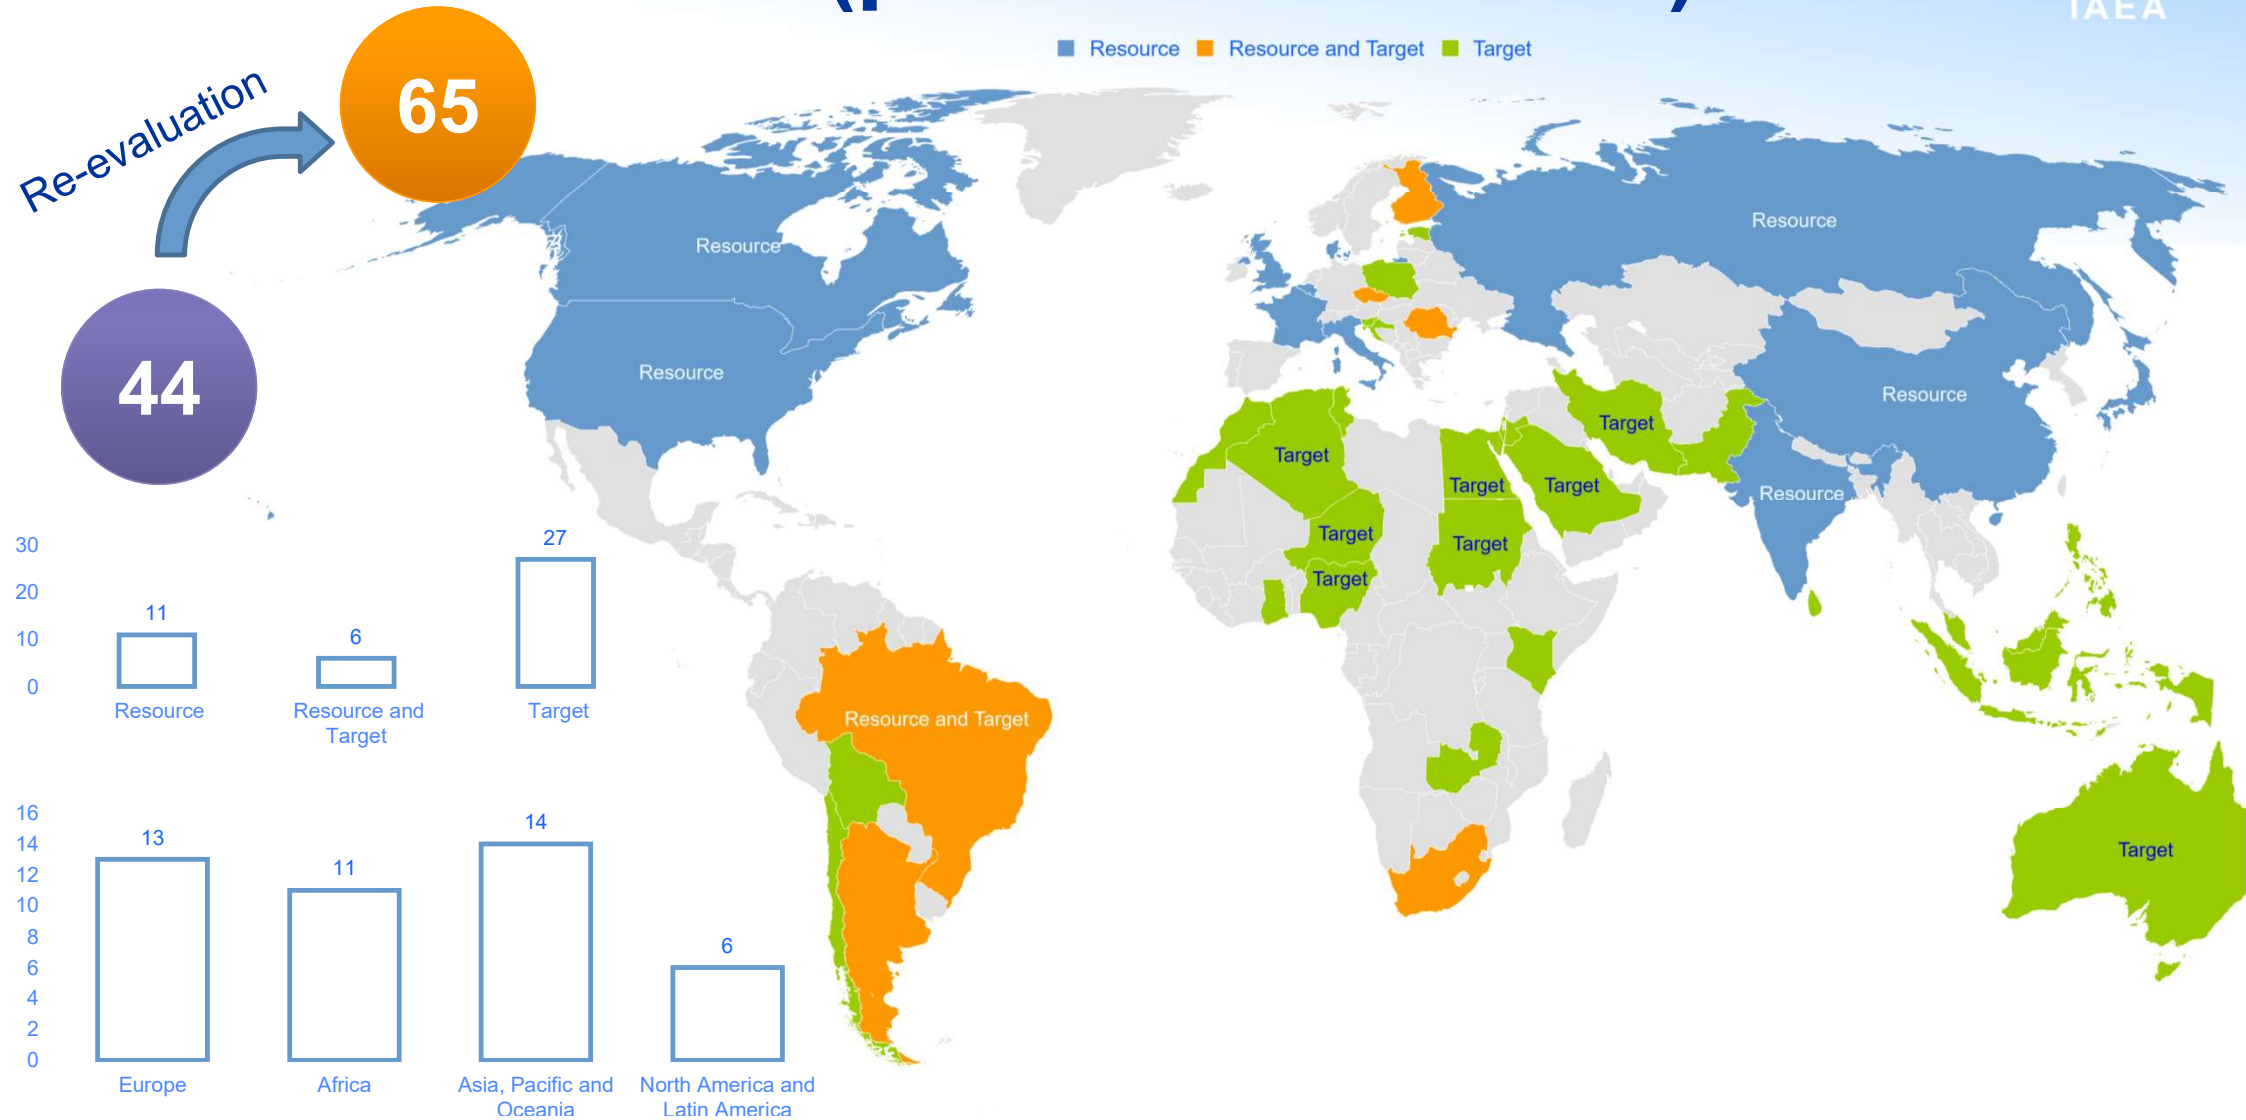 IAEA
Resource
Resource and Target
Target
Re-evaluation
65
44
Resource
Resource
Resource
Resource
Resource
Target
Target
Target
Target
Target
Target
Target
Resource and Target
Target
30
20
10
0
11
6
27
Resource
Resource and
Target
Target
16
14
12
10
8
6
4
2
0
13
11
14
6
Europe
Africa
Asia, Pacific and
Oceania
North America and
Latin America